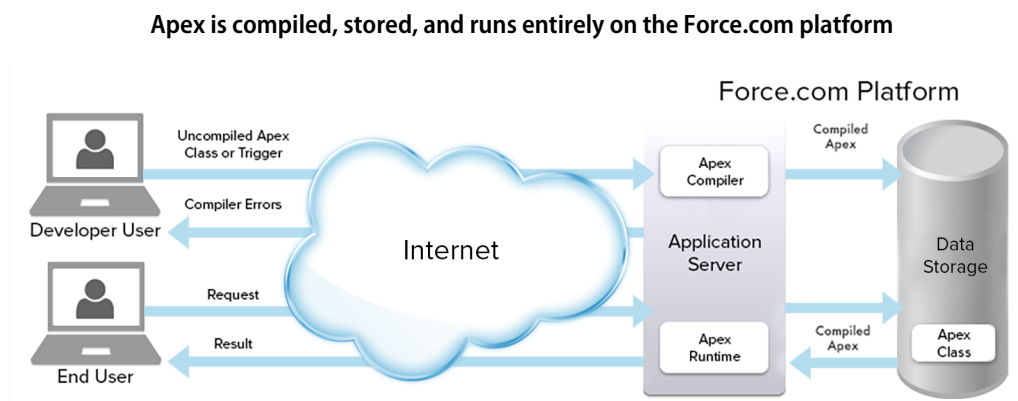 Apex is compiled, stored, and runs entirely on the Force.com platform
Force.com Platform
Uncompiled Apex
Class or Trigger
Compiler Errors
Developer User
Request
Result
End User
Internet
Apex
Compiler
Application
Server
Apex
Runtime
Compiled
Apex
Compiled
Apex
Data
Storage
Apex
Class